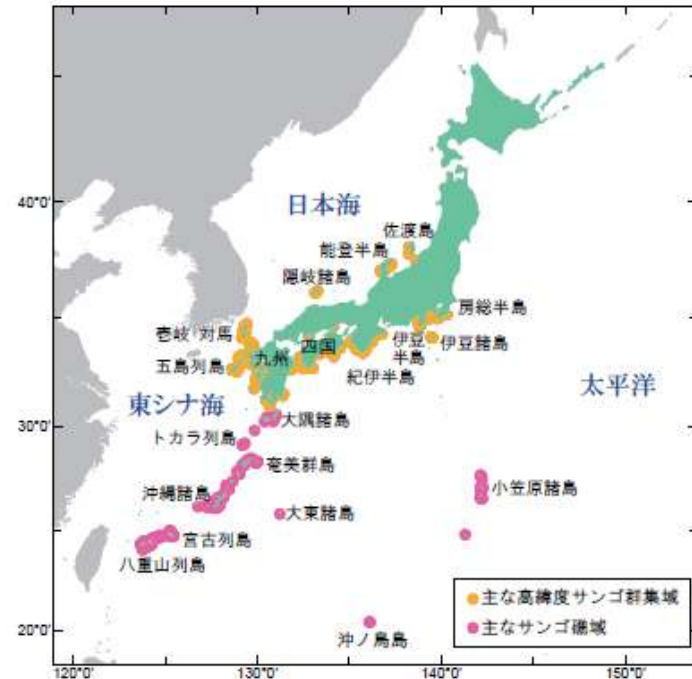 40°0'
日本海
佐渡島
能登半島
隠岐諸島
房総半島
壱岐 対馬
四国
伊豆
半島
伊豆諸島
九州
五島列島
紀伊半島
太平洋
東シナ海
30°0'
大隅諸島
トカラ列島
奄美群島
沖縄諸島
小笠原諸島
大東諸島
宮古列島
八重山列島
主な高緯度サンゴ群集域
主なサンゴ礁域
20°0'
沖ノ鳥島
120°0'
130°0'
140°0'
150°0'